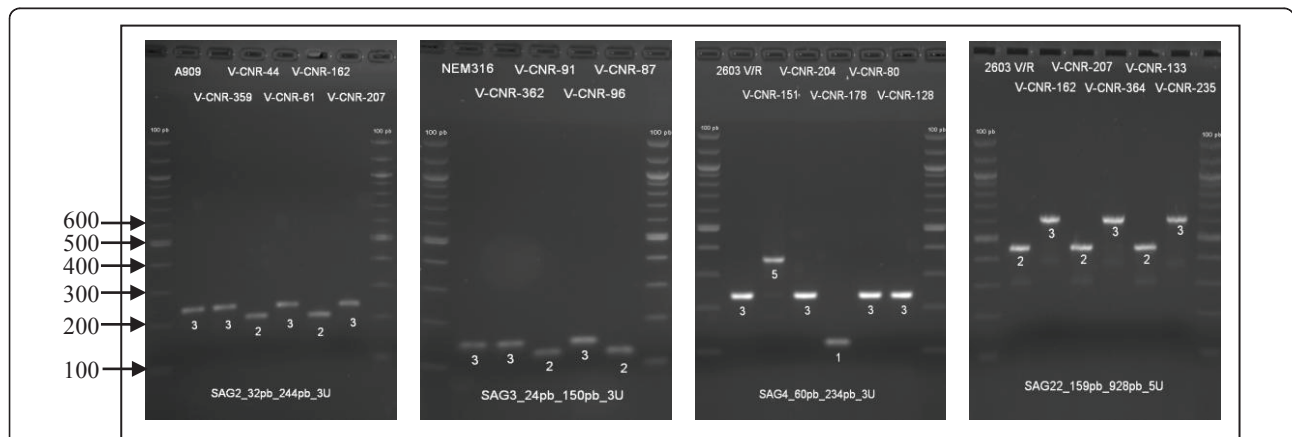 A909 V-CNR-44 V-CNR-162
V-CNR-359 V-CNR-61 V-CNR-207
100 pb 100 pb
600
500
400
300
200
100
3 3 2 3 2 3
SAG2_32pb_244pb_3U
NEM316 V-CNR-91 V-CNR-87
V-CNR-362 V-CNR-96
100 pb 100 pb
3 3 2 3 2
SAG3_24pb_150pb_3U
2603 V/R V-CNR-204 V-CNR-80
V-CNR-151 V-CNR-178 V-CNR-128
100 pb 100 pb
5
3 3 3 3
1
SAG4_60pb_234pb_3U
2603 V/R V-CNR-207 V-CNR-133
V-CNR-162 V-CNR-364 V-CNR-235
100 pb 100 pb
3 3 3
2 2 2
SAG22_159pb_928pb_5U